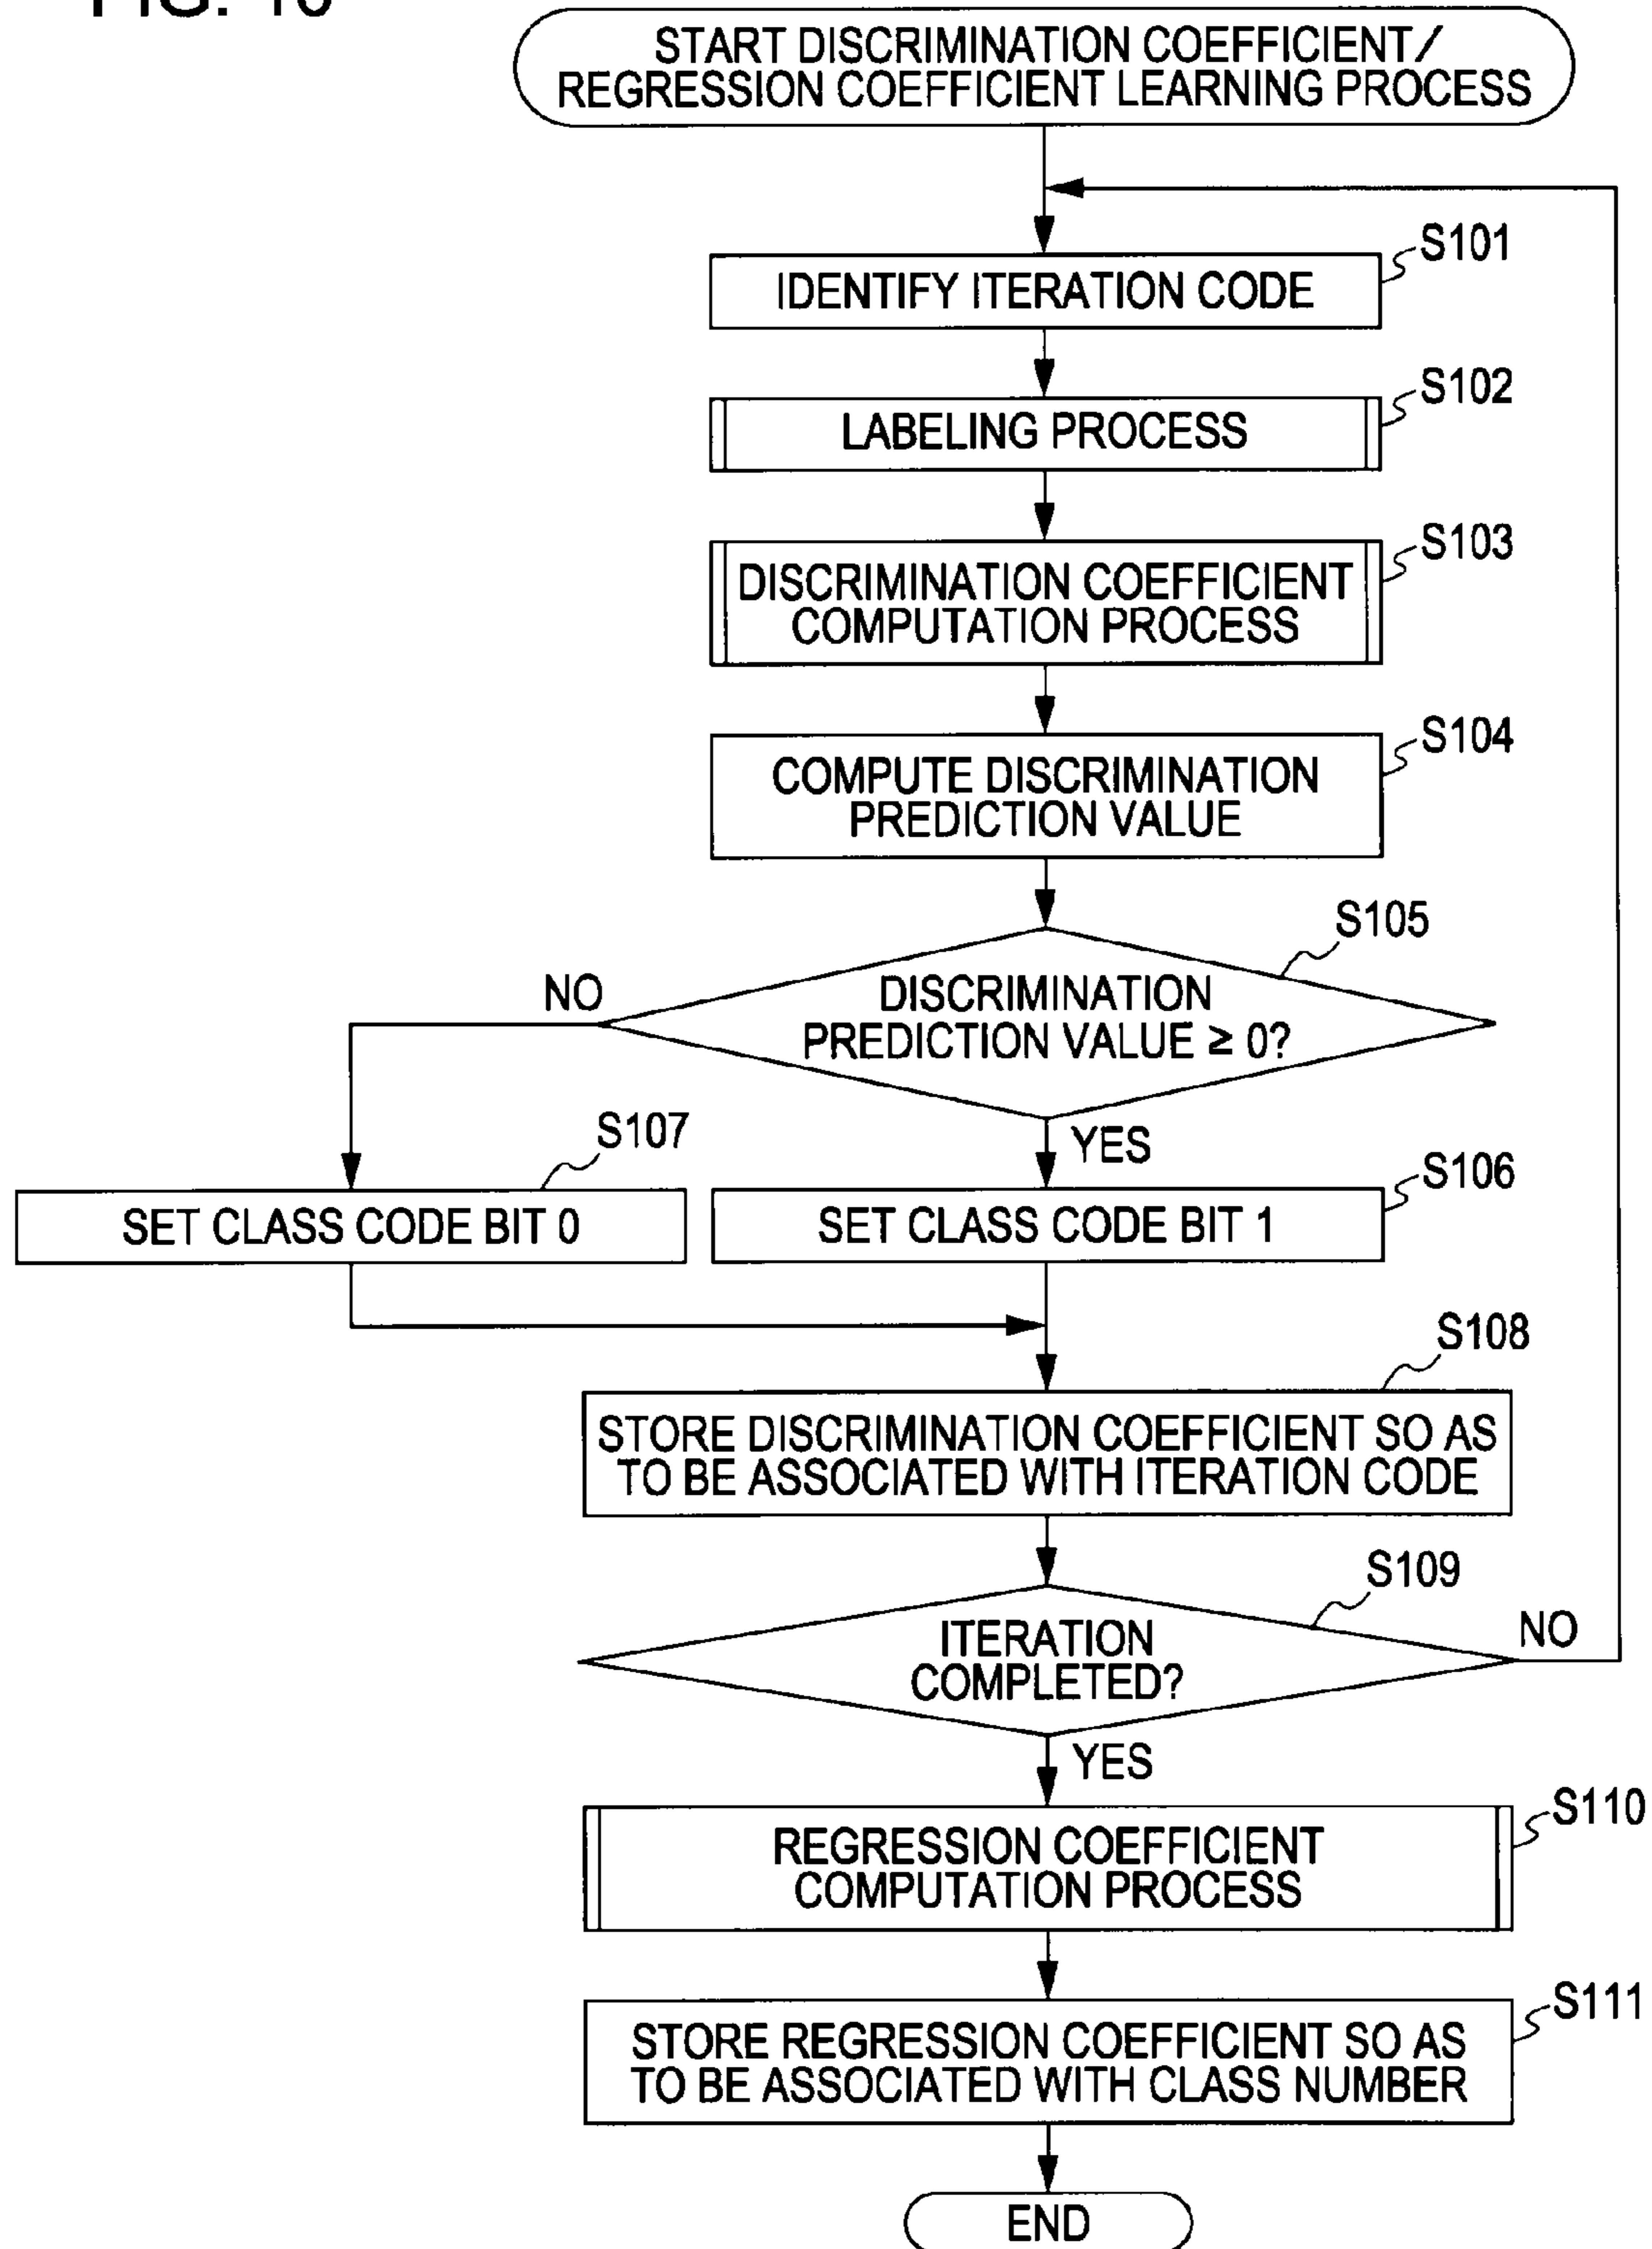 START DISCRIMINATION COEFFICIENT/
REGRESSION COEFFICIENT LEARNING PROCESS
S101
IDENTIFY ITERATION CODE
S102
LABELING PROCESS
S103
DISCRIMINATION COEFFICIENT
COMPUTATION PROCESS
S104
COMPUTE DISCRIMINATION
PREDICTION VALUE
S105
NO
DISCRIMINATION
PREDICTION VALUE ≥ 0?
YES
S107
S106
SET CLASS CODE BIT 0
SET CLASS CODE BIT 1
S108
STORE DISCRIMINATION COEFFICIENT SO AS
TO BE ASSOCIATED WITH ITERATION CODE
S109
NO
ITERATION
COMPLETED?
YES
S110
REGRESSION COEFFICIENT
COMPUTATION PROCESS
S111
STORE REGRESSION COEFFICIENT SO AS
TO BE ASSOCIATED WITH CLASS NUMBER
END